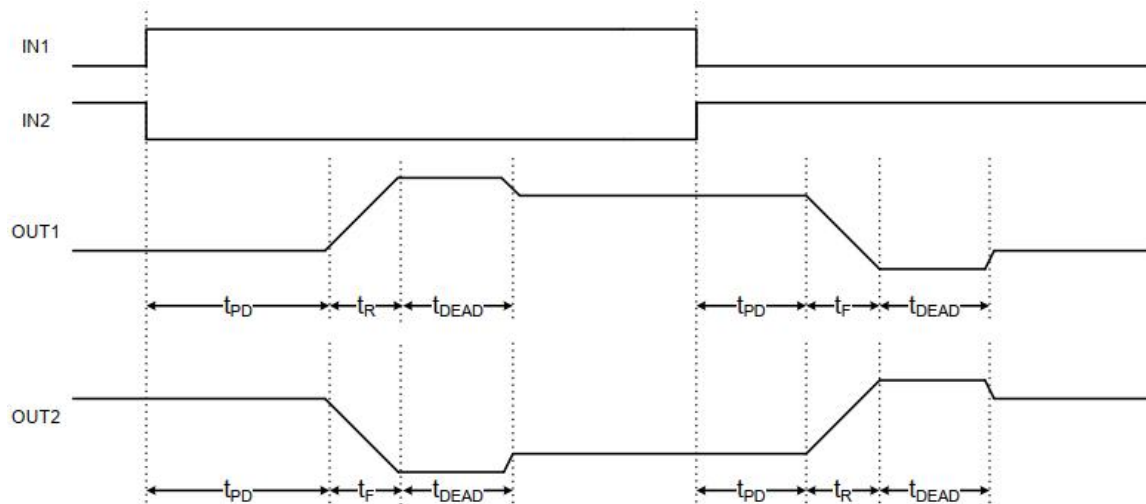 IN1
IN2
OUT1
tPD tR tDEAD tPD tF tDEAD
OUT2
tPD tF tDEAD tPD tR tDEAD